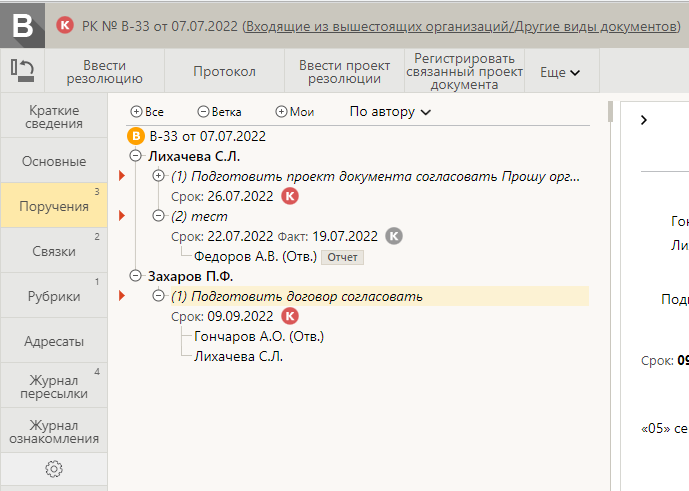 В К РК № В-33 от 07.07.2022 (Входящие из вышестоящих организаций/Другие виды документов)
Ввести резолюцию
Протокол
Ввести проект резолюции
Регистрировать связанный проект документа
Еще
Краткие сведения
Основные
Поручения 3
Связки 2
Рубрики 1
Адресаты
Журнал пересылки 4
Журнал ознакомления
Все Ветка Мои По автору
В В-33 от 07.07.2022
Лихачева С.Л.
(1) Подготовить проект документа согласовать Прошу орг...
Срок: 26.07.2022 К
(2) тест
Срок: 22.07.2022 Факт: 19.07.2022 К
Федоров А.В. (Отв.) Отчет
Захаров П.Ф.
(1) Подготовить договор согласовать
Срок: 09.09.2022 К
Гончаров А.О. (Отв.)
Лихачева С.Л.
Гон
Ли
Под
Срок: 09
«05» се